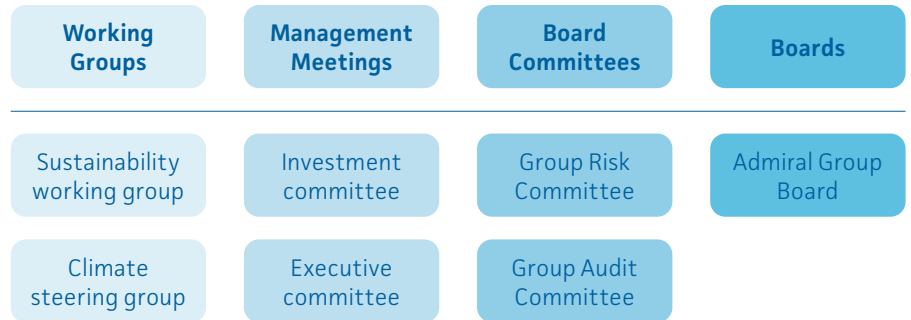 Working
Groups
Management
Meetings
Board
Committees
Boards
Sustainability
working group
Investment
committee
Group Risk
Committee
Admiral Group
Board
Climate
steering group
Executive
committee
Group Audit
Committee